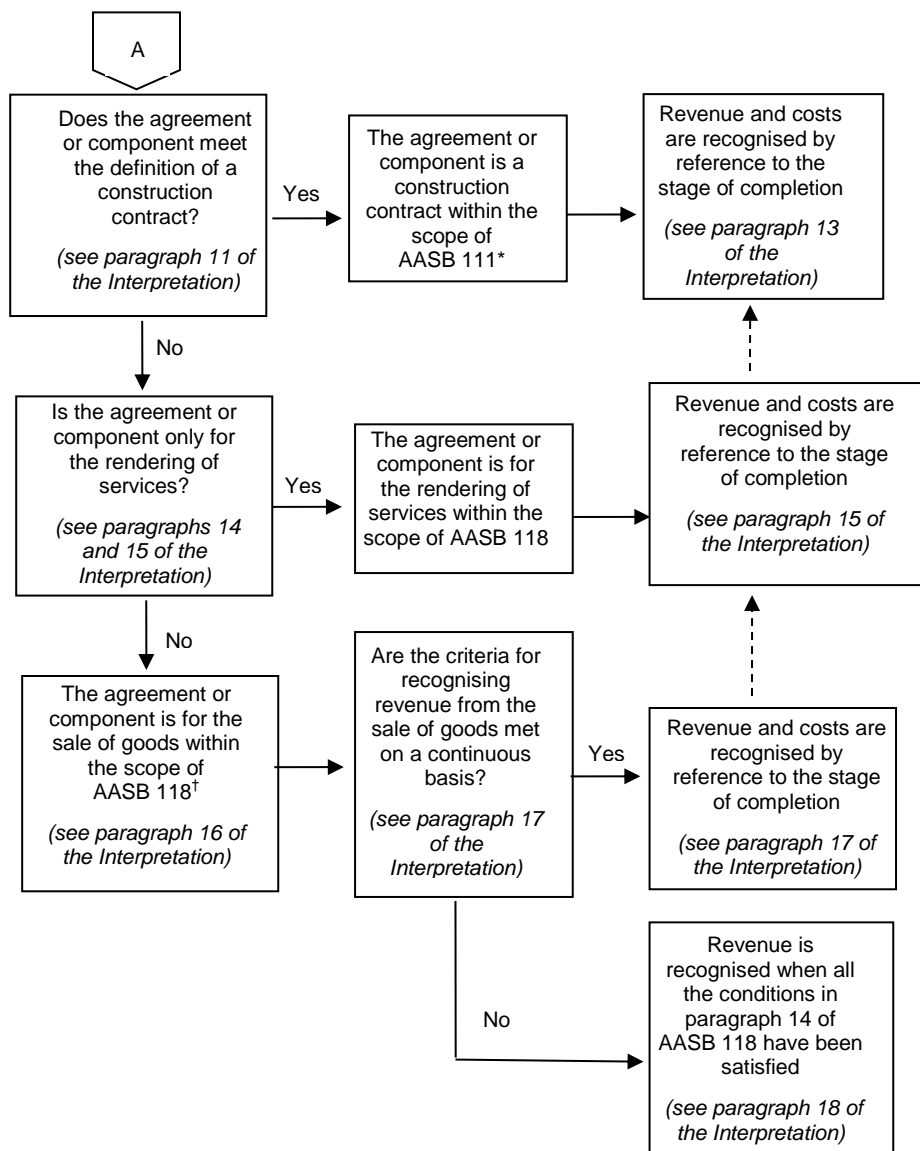 A
Does the agreement
or component meet
the definition of a
construction
contract?
(see paragraph 11 of
the Interpretation)
Yes
The agreement or
component is a
construction
contract within the
scope of
AASB 111*
Revenue and costs
are recognised by
reference to the
stage of completion
(see paragraph 13
of the
Interpretation)
No
Is the agreement or
component only for
the rendering of
services?
(see paragraphs 14
and 15 of the
Interpretation)
Yes
The agreement or
component is for
the rendering of
services within the
scope of AASB 118
Revenue and costs are
recognised by
reference to the stage
of completion
(see paragraph 15 of
the Interpretation)
No
The agreement or
component is for the
sale of goods within
the scope of
AASB 118†
(see paragraph 16 of
the Interpretation)
Are the criteria for
recognising
revenue from the
sale of goods met
on a continuous
basis?
(see paragraph 17
of the
Interpretation)
Yes
Revenue and costs are
recognised by
reference to the stage
of completion
(see paragraph 17 of
the Interpretation)
No
Revenue is
recognised when all
the conditions in
paragraph 14 of
AASB 118 have been
satisfied
(see paragraph 18 of
the Interpretation)